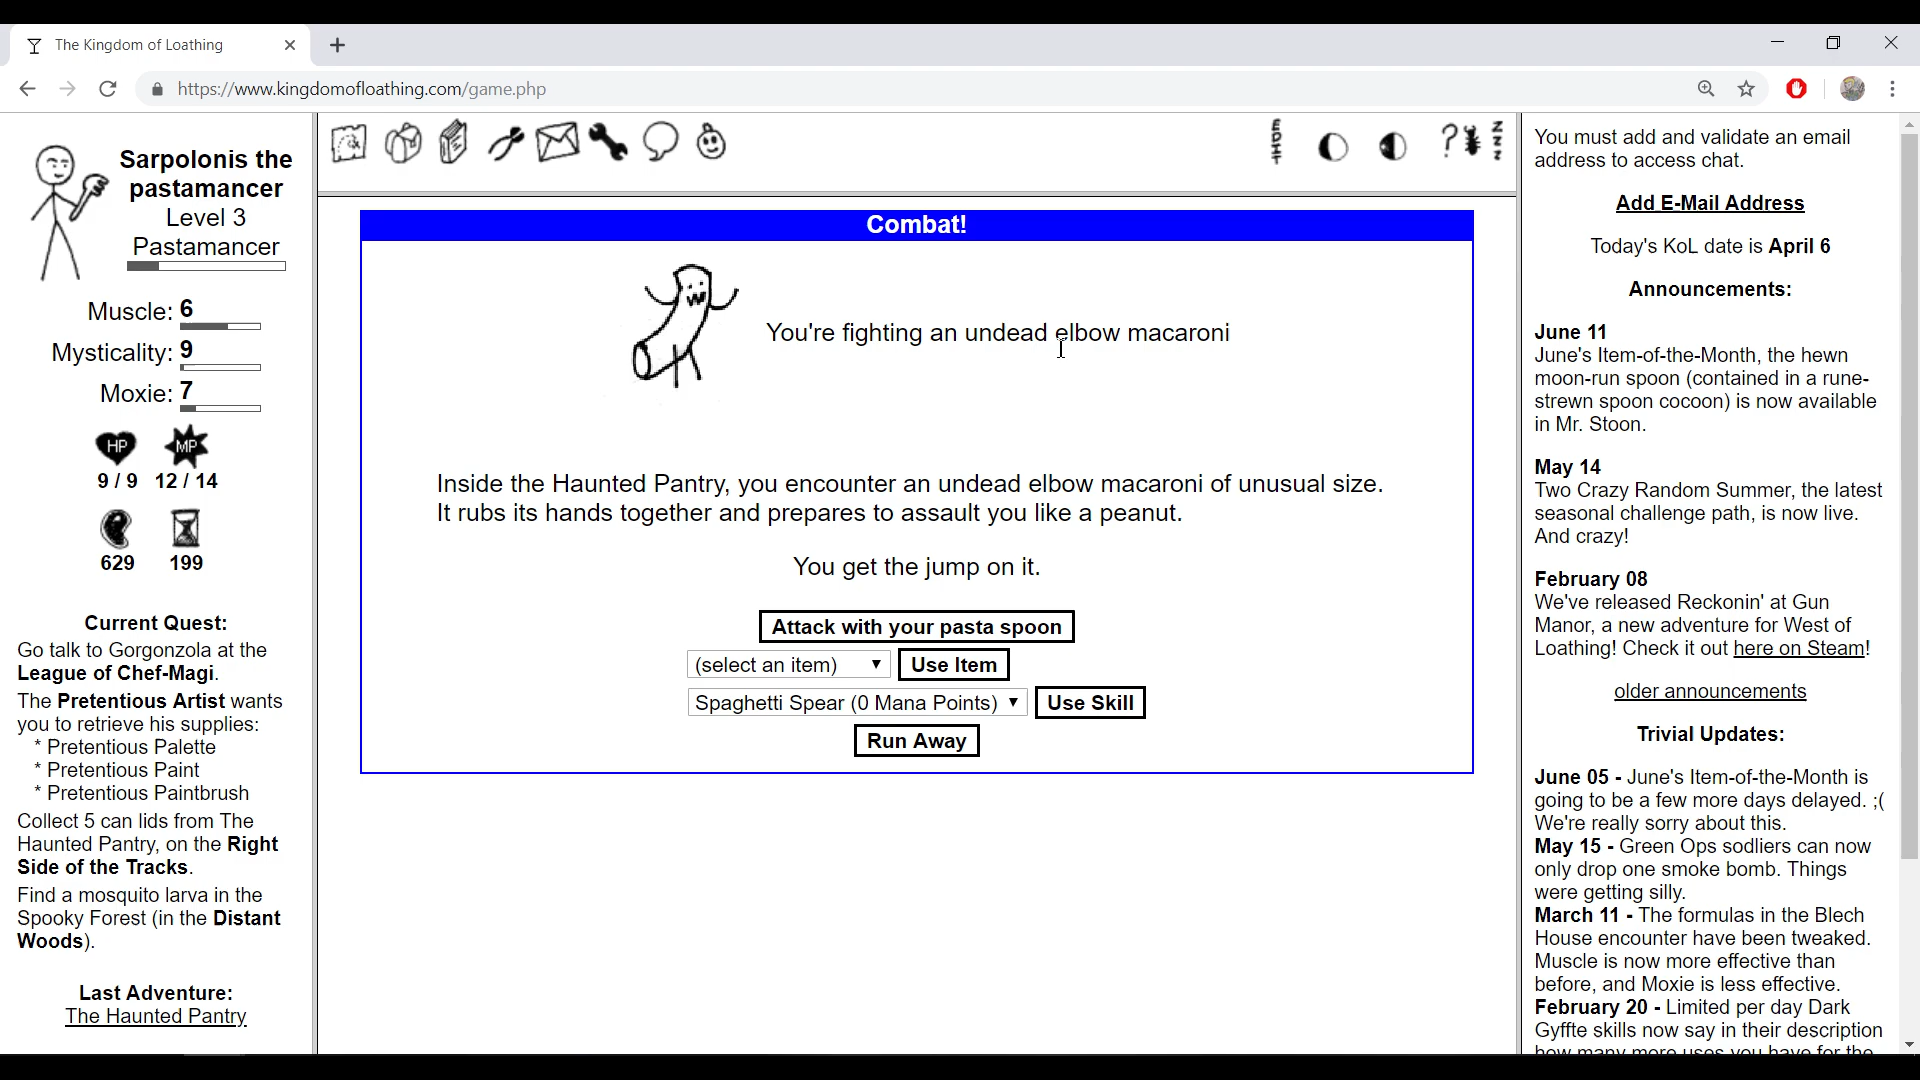 The Kingdom of Loathing
https://www.kingdomofloathing.com/game.php
Sarpolonis the
pastamancer
Level 3
Pastamancer
Muscle: 6
Mysticality: 9
Moxie: 7
HP MP
9 / 9 12 / 14
629 199
Current Quest:
Go talk to Gorgonzola at the
League of Chef-Magi.
The Pretentious Artist wants
you to retrieve his supplies:
* Pretentious Palette
* Pretentious Paint
* Pretentious Paintbrush
Collect 5 can lids from The
Haunted Pantry, on the Right
Side of the Tracks.
Find a mosquito larva in the
Spooky Forest (in the Distant
Woods).
Last Adventure:
The Haunted Pantry
EDIT
?
ZZZZ
Combat!
You're fighting an undead elbow macaroni
Inside the Haunted Pantry, you encounter an undead elbow macaroni of unusual size.
It rubs its hands together and prepares to assault you like a peanut.
You get the jump on it.
Attack with your pasta spoon
(select an item) Use Item
Spaghetti Spear (0 Mana Points) Use Skill
Run Away
You must add and validate an email
address to access chat.
Add E-Mail Address
Today's KoL date is April 6
Announcements:
June 11
June's Item-of-the-Month, the hewn
moon-run spoon (contained in a rune-
strewn spoon cocoon) is now available
in Mr. Stoon.
May 14
Two Crazy Random Summer, the latest
seasonal challenge path, is now live.
And crazy!
February 08
We've released Reckonin' at Gun
Manor, a new adventure for West of
Loathing! Check it out here on Steam!
older announcements
Trivial Updates:
June 05 - June's Item-of-the-Month is
going to be a few more days delayed. ;(
We're really sorry about this.
May 15 - Green Ops sodliers can now
only drop one smoke bomb. Things
were getting silly.
March 11 - The formulas in the Blech
House encounter have been tweaked.
Muscle is now more effective than
before, and Moxie is less effective.
February 20 - Limited per day Dark
Gyffte skills now say in their description
how many more uses you have for the